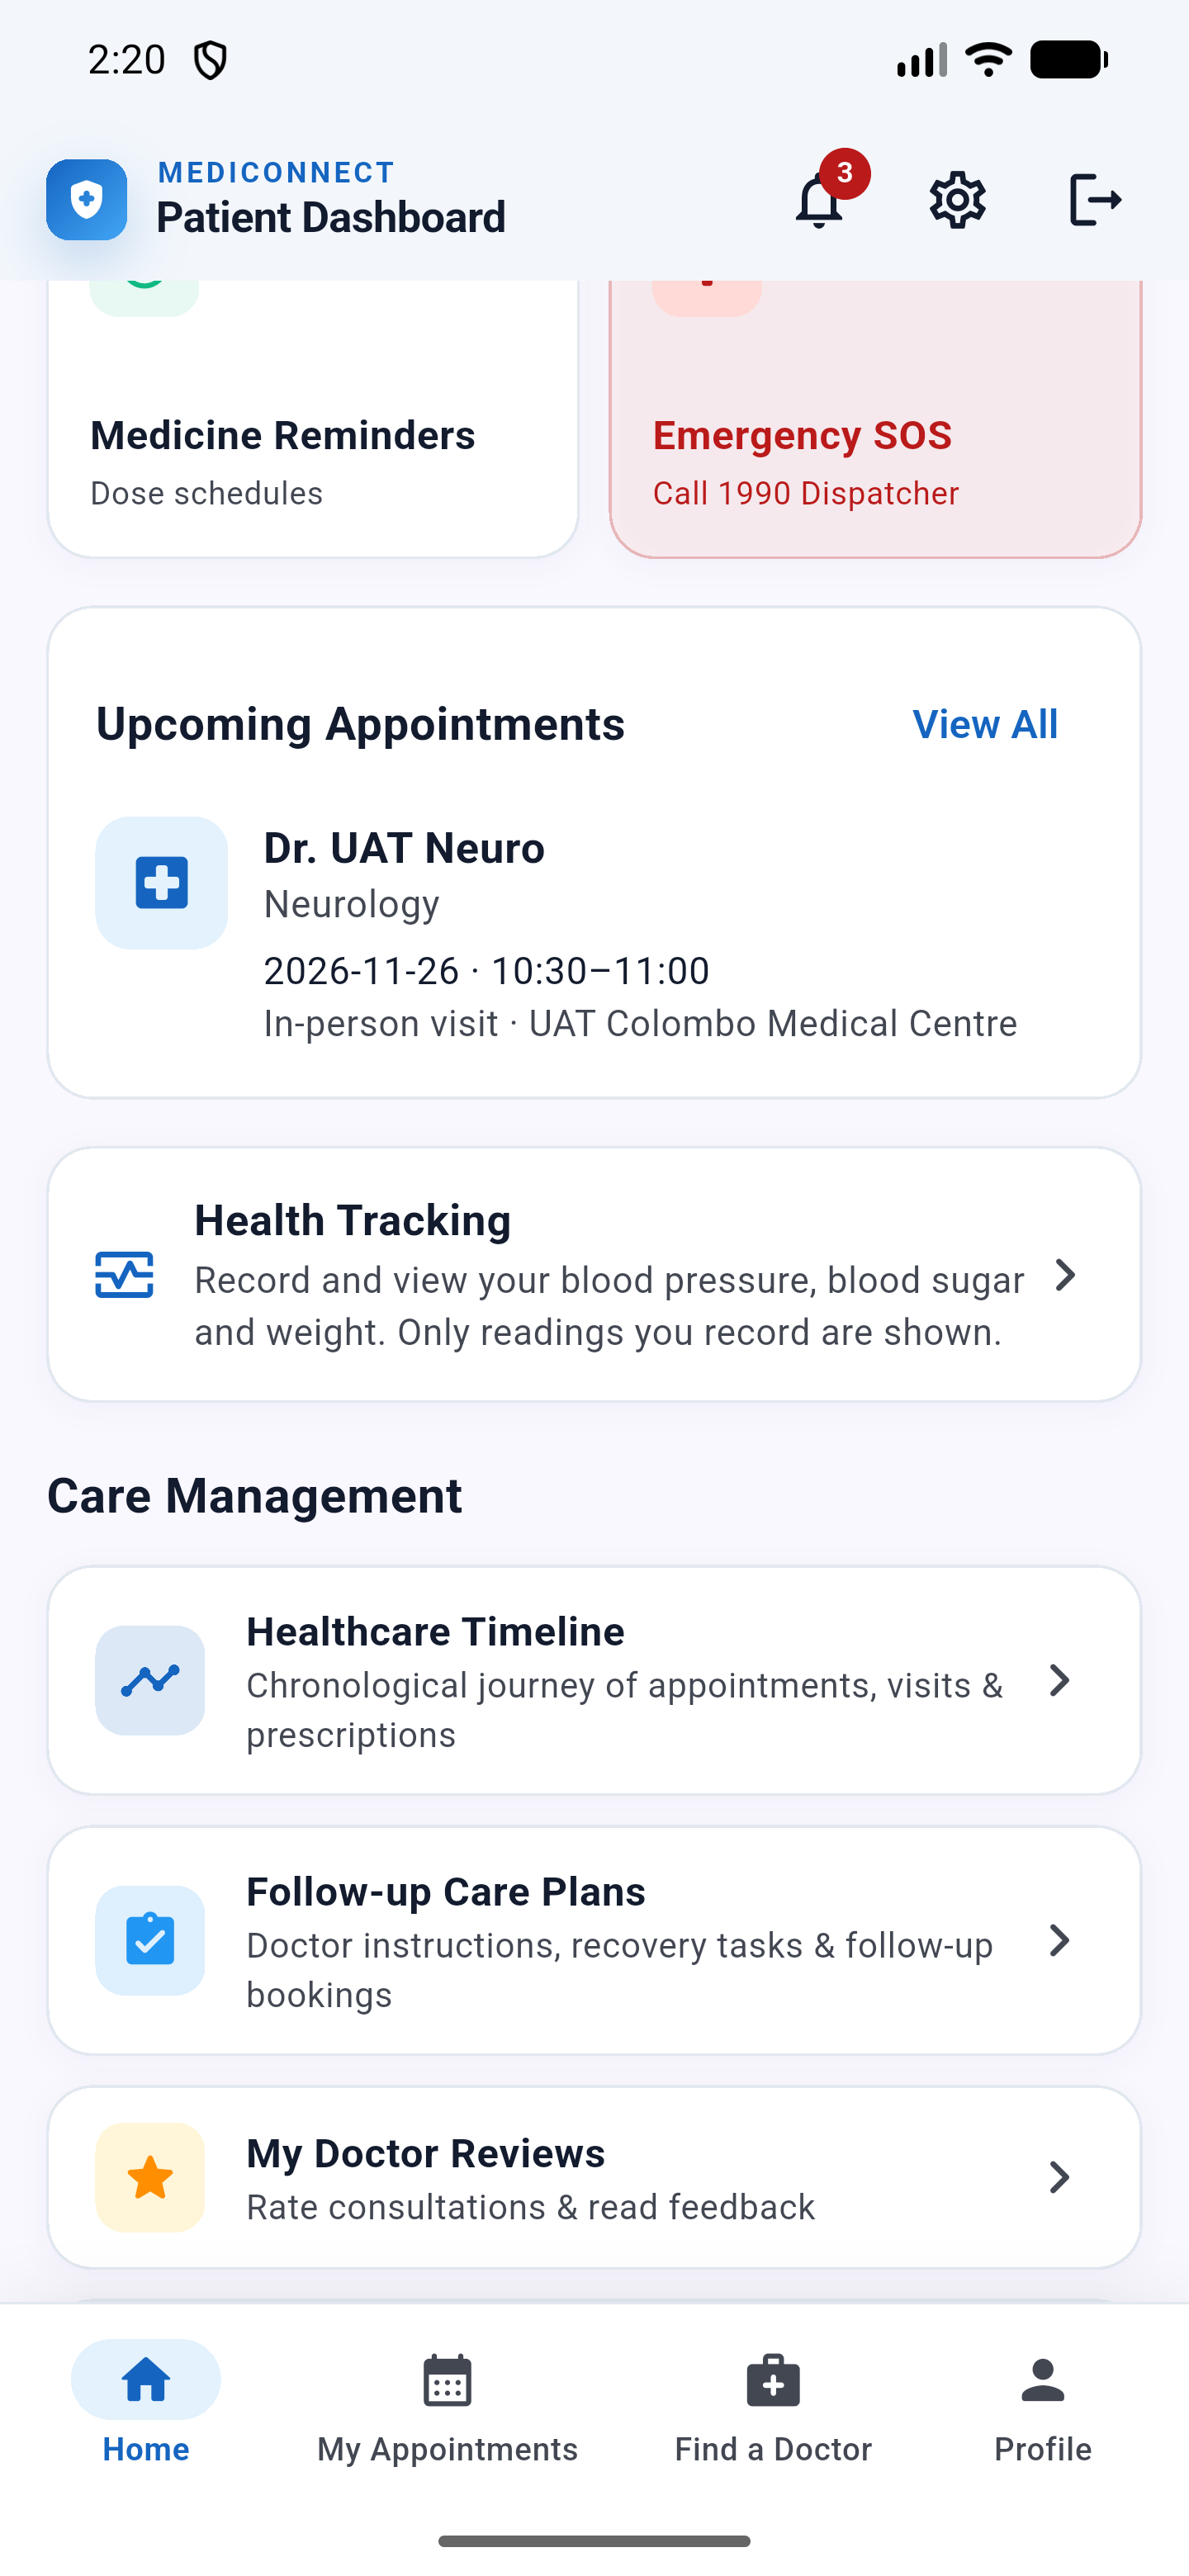 2:20
MEDICONNECT
Patient Dashboard
3
Medicine Reminders
Dose schedules
Emergency SOS
Call 1990 Dispatcher
Upcoming Appointments
View All
Dr. UAT Neuro
Neurology
2026-11-26 · 10:30–11:00
In-person visit · UAT Colombo Medical Centre
Health Tracking
Record and view your blood pressure, blood sugar
and weight. Only readings you record are shown.
Care Management
Healthcare Timeline
Chronological journey of appointments, visits &
prescriptions
Follow-up Care Plans
Doctor instructions, recovery tasks & follow-up
bookings
My Doctor Reviews
Rate consultations & read feedback
Home
My Appointments
Find a Doctor
Profile